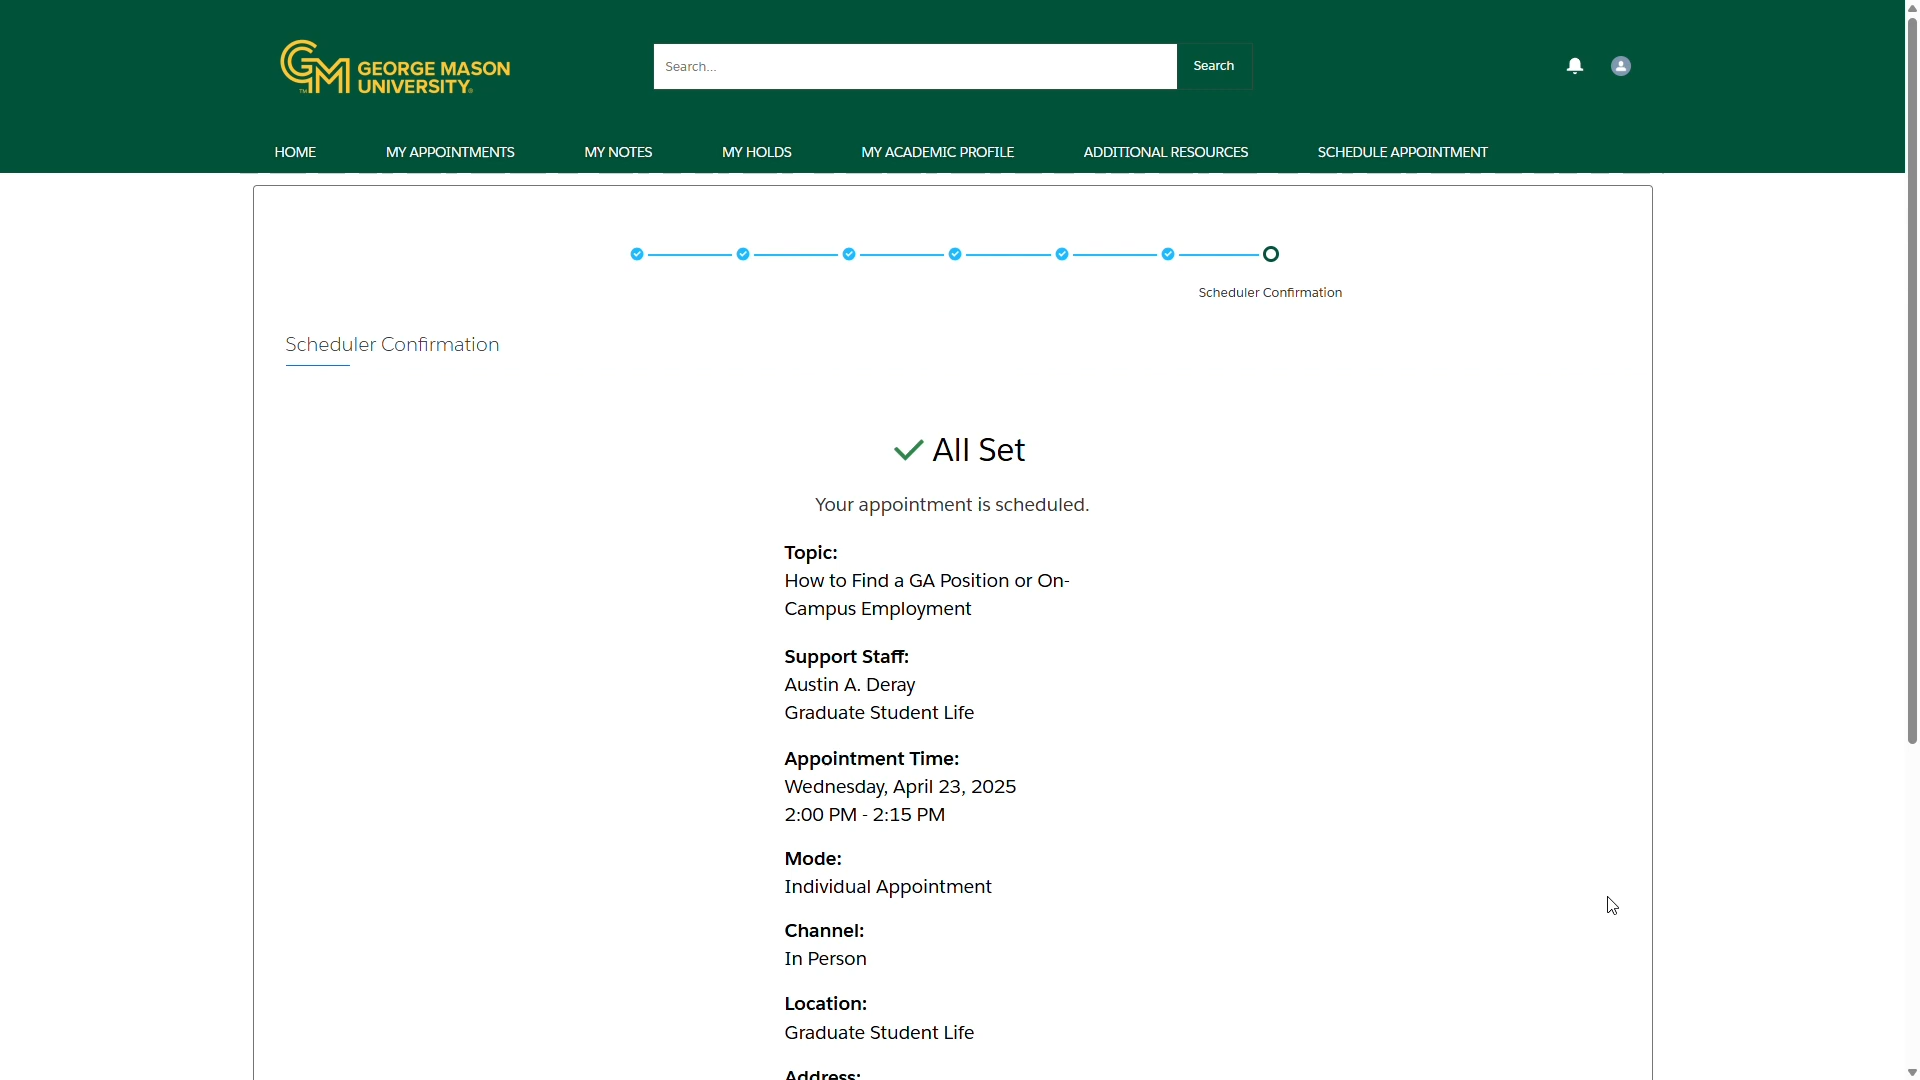 GEORGE MASON
UNIVERSITY
Search...
Search
HOME
MY APPOINTMENTS
MY NOTES
MY HOLDS
MY ACADEMIC PROFILE
ADDITIONAL RESOURCES
SCHEDULE APPOINTMENT
Scheduler Confirmation
Scheduler Confirmation
All Set
Your appointment is scheduled.
Topic:
How to Find a GA Position or On-
Campus Employment
Support Staff:
Austin A. Deray
Graduate Student Life
Appointment Time:
Wednesday, April 23, 2025
2:00 PM - 2:15 PM
Mode:
Individual Appointment
Channel:
In Person
Location:
Graduate Student Life
Address: